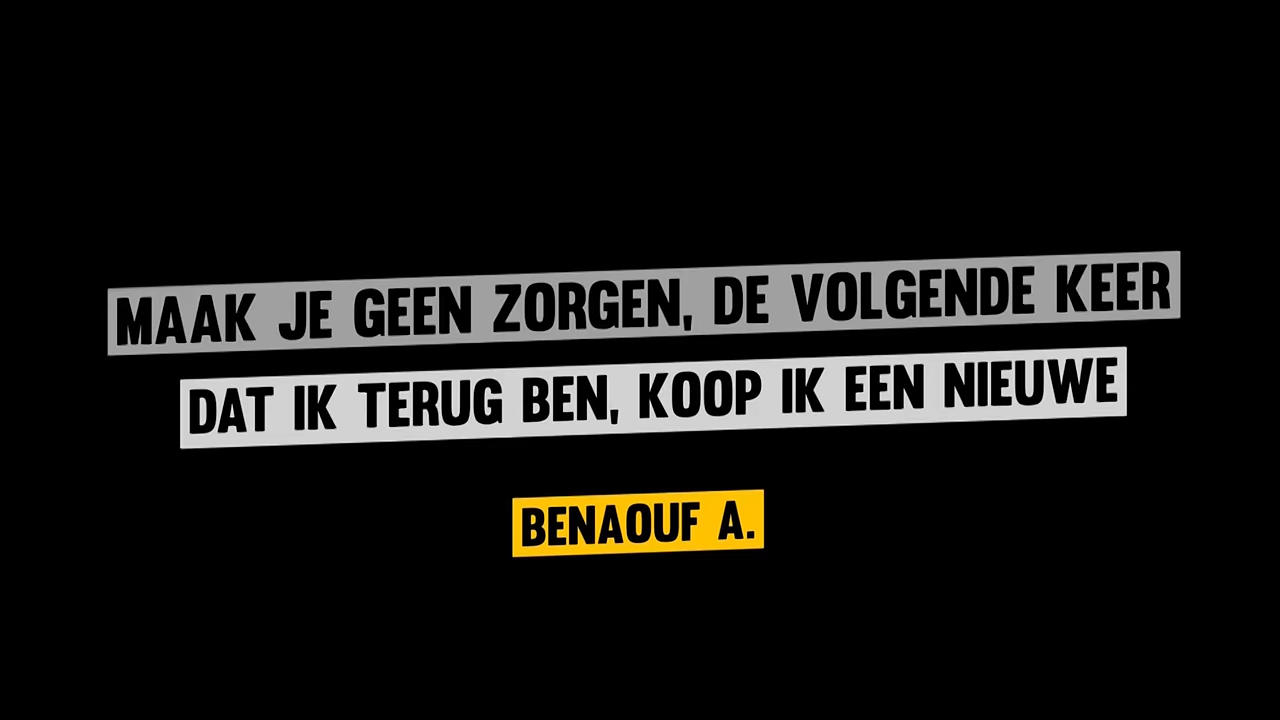 MAAK JE GEEN ZORGEN, DE VOLGENDE KEER
DAT IK TERUG BEN, KOOP IK EEN NIEUWE
BENAOUF A.